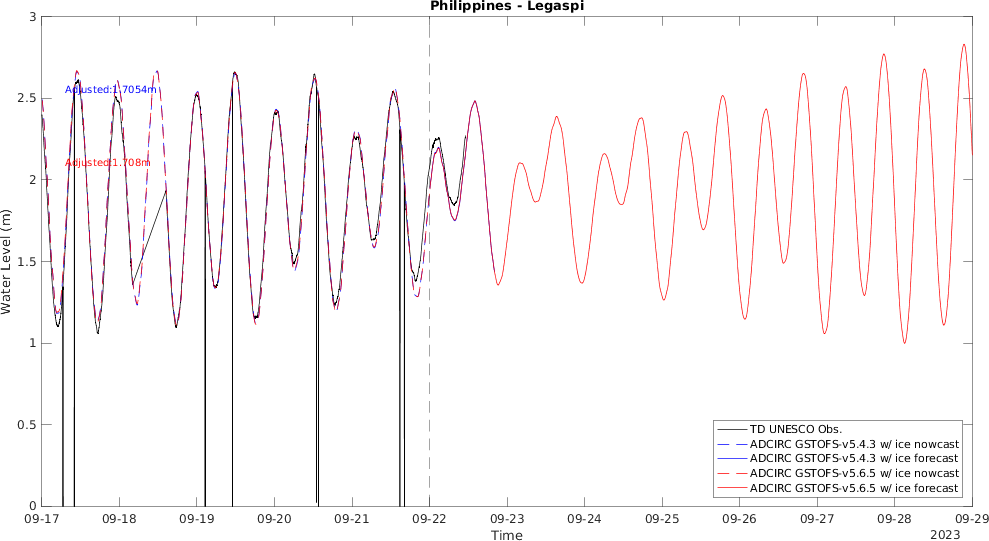 Philippines - Legaspi
3
2.5
2
1.5
1
0.5
0
Water Level (m)
Adjusted:1.7054m
Adjusted:1.708m
TD UNESCO Obs.
ADCIRC GSTOFS-v5.4.3 w/ ice nowcast
ADCIRC GSTOFS-v5.4.3 w/ ice forecast
ADCIRC GSTOFS-v5.6.5 w/ ice nowcast
ADCIRC GSTOFS-v5.6.5 w/ ice forecast
09-17 09-18 09-19 09-20 09-21 09-22 09-23 09-24 09-25 09-26 09-27 09-28 09-29
Time
2023